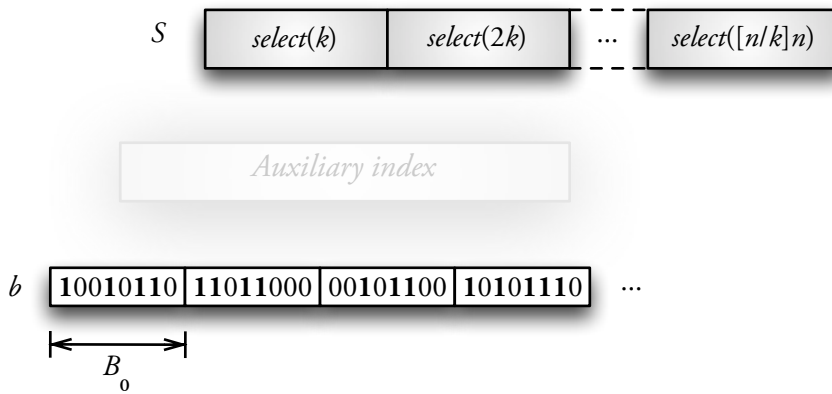 S select(k) select(2k) ... select([n/k]n)
Auxiliary index
b 10010110 11011000 00101100 10101110 ...
B0